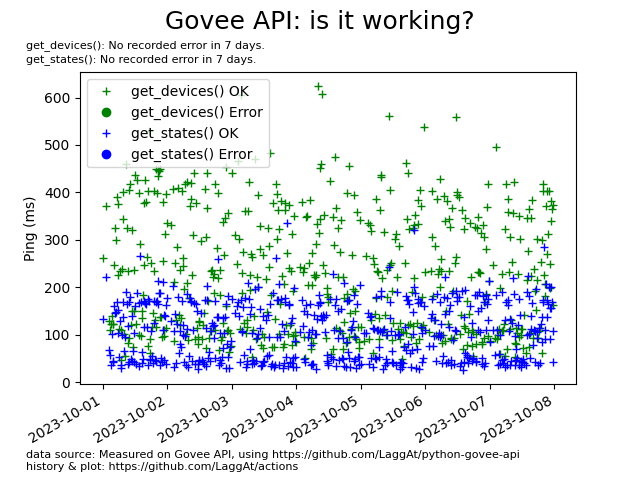 Govee API: is it working?
get_devices(): No recorded error in 7 days.
get_states(): No recorded error in 7 days.
get_devices() OK
get_devices() Error
get_states() OK
get_states() Error
Ping (ms)
600
500
400
300
200
100
0
2023-10-01
2023-10-02
2023-10-03
2023-10-04
2023-10-05
2023-10-06
2023-10-07
2023-10-08
data source: Measured on Govee API, using https://github.com/LaggAt/python-govee-api
history & plot: https://github.com/LaggAt/actions